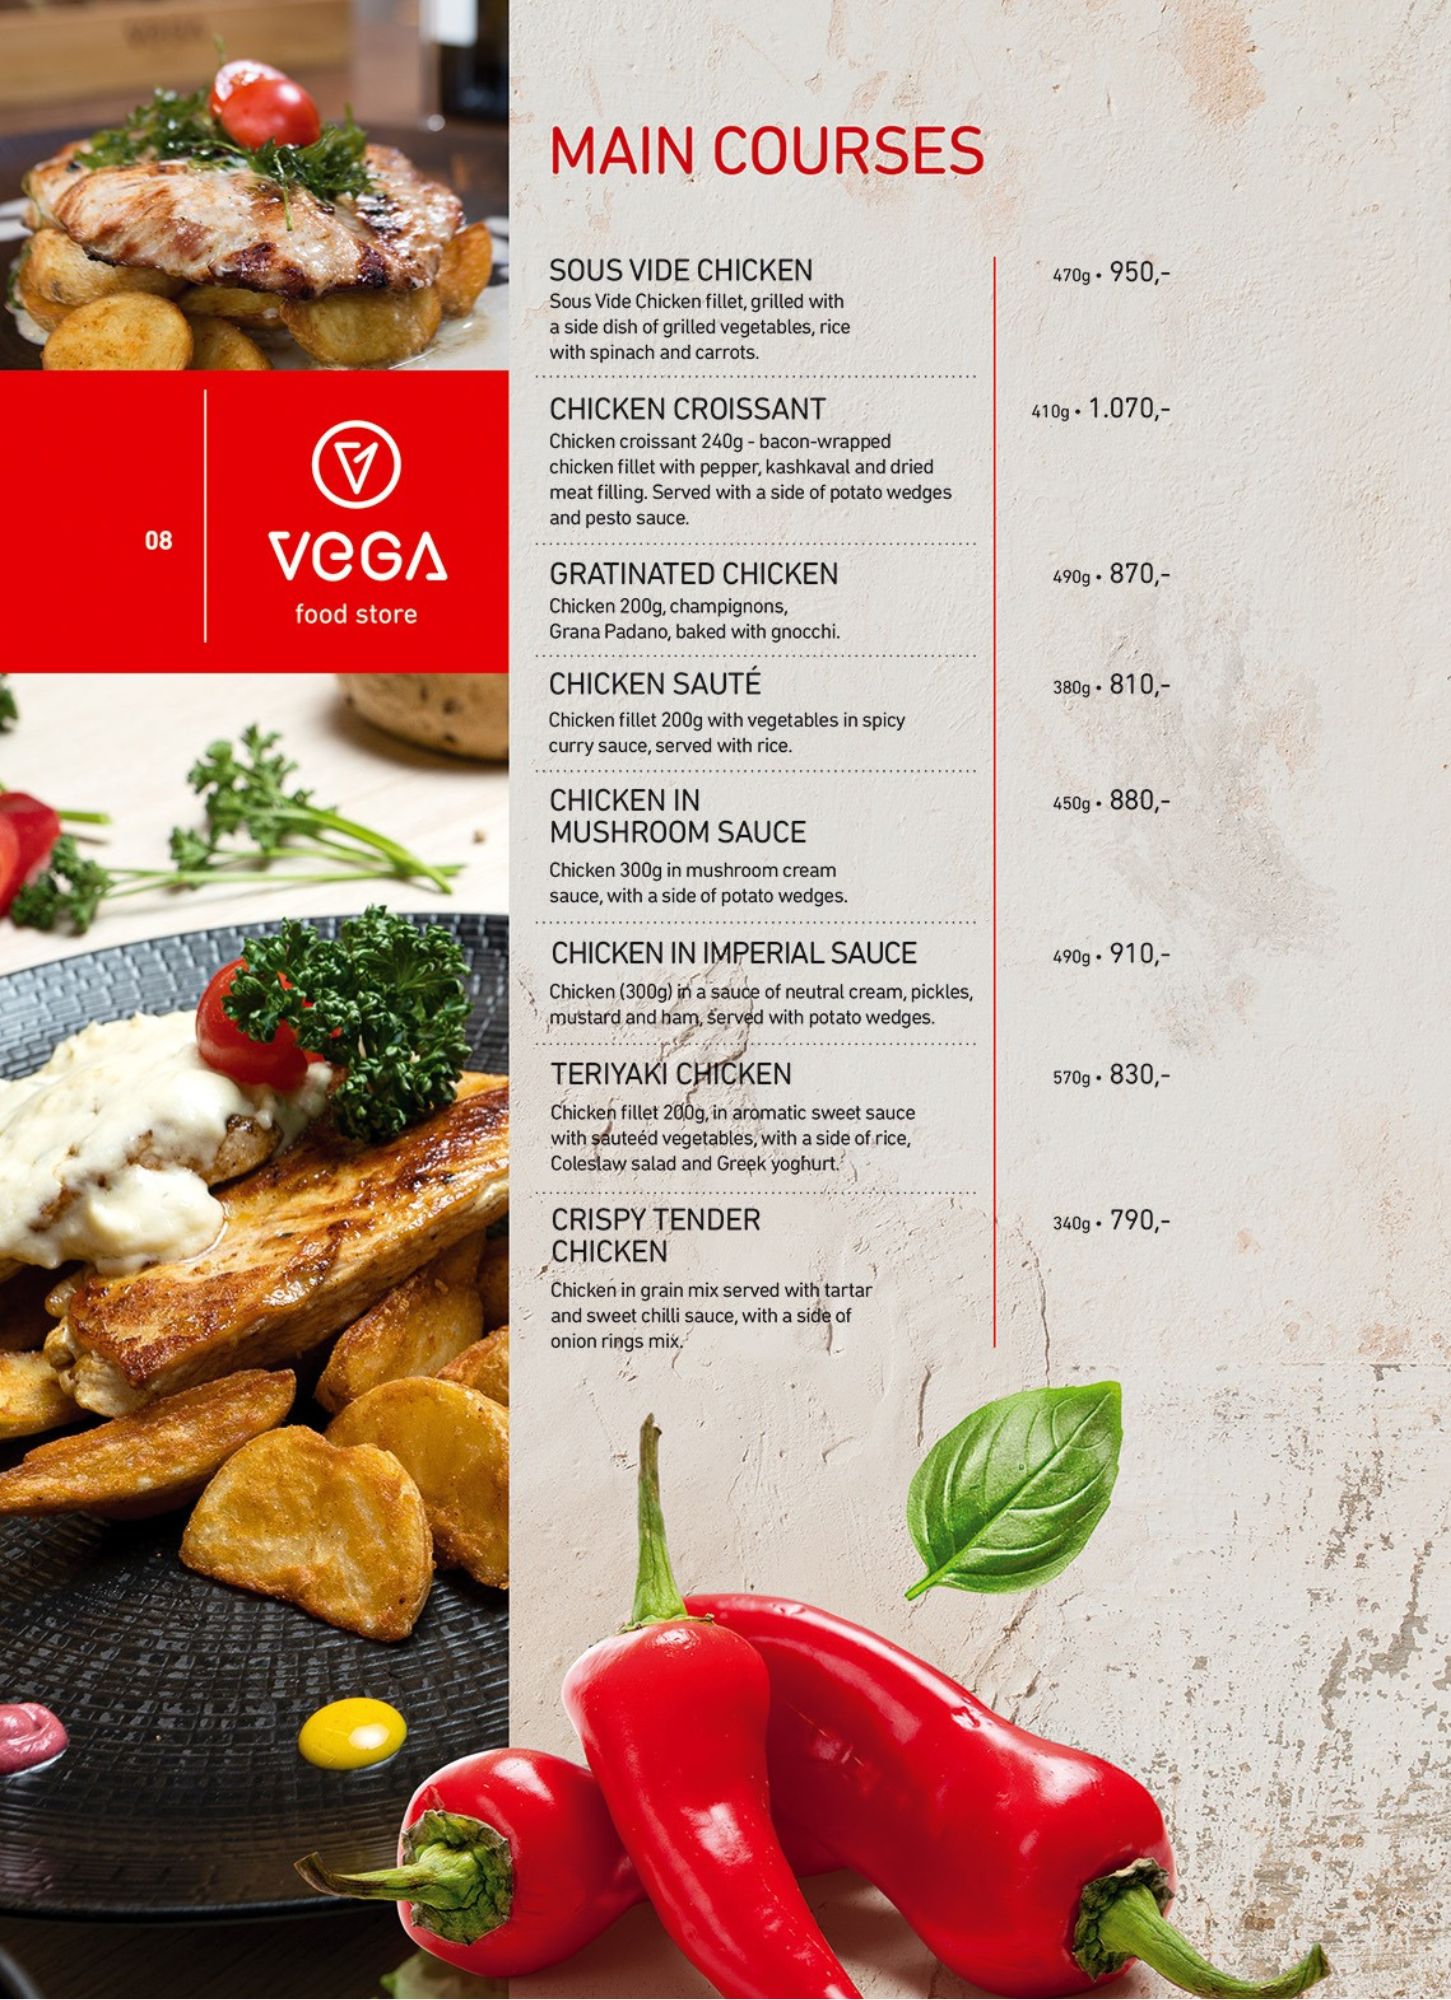 MAIN COURSES
SOUS VIDE CHICKEN
470g • 950,-
Sous Vide Chicken fillet, grilled with
a side dish of grilled vegetables, rice
with spinach and carrots.
CHICKEN CROISSANT
410g • 1.070,-
Chicken croissant 240g - bacon-wrapped
chicken fillet with pepper, kashkaval and dried
meat filling. Served with a side of potato wedges
and pesto sauce.
GRATINATED CHICKEN
490g • 870,-
Chicken 200g, champignons,
Grana Padano, baked with gnocchi.
CHICKEN SAUTÉ
380g • 810,-
Chicken fillet 200g with vegetables in spicy
curry sauce, served with rice.
CHICKEN IN
MUSHROOM SAUCE
450g • 880,-
Chicken 300g in mushroom cream
sauce, with a side of potato wedges.
CHICKEN IN IMPERIAL SAUCE
490g • 910,-
Chicken (300g) in a sauce of neutral cream, pickles,
mustard and ham, served with potato wedges.
TERIYAKI CHICKEN
570g • 830,-
Chicken fillet 200g, in aromatic sweet sauce
with sauteéd vegetables, with a side of rice,
Coleslaw salad and Greek yoghurt.
CRISPY TENDER
CHICKEN
340g • 790,-
Chicken in grain mix served with tartar
and sweet chilli sauce, with a side of
onion rings mix.
08
VEGA
food store